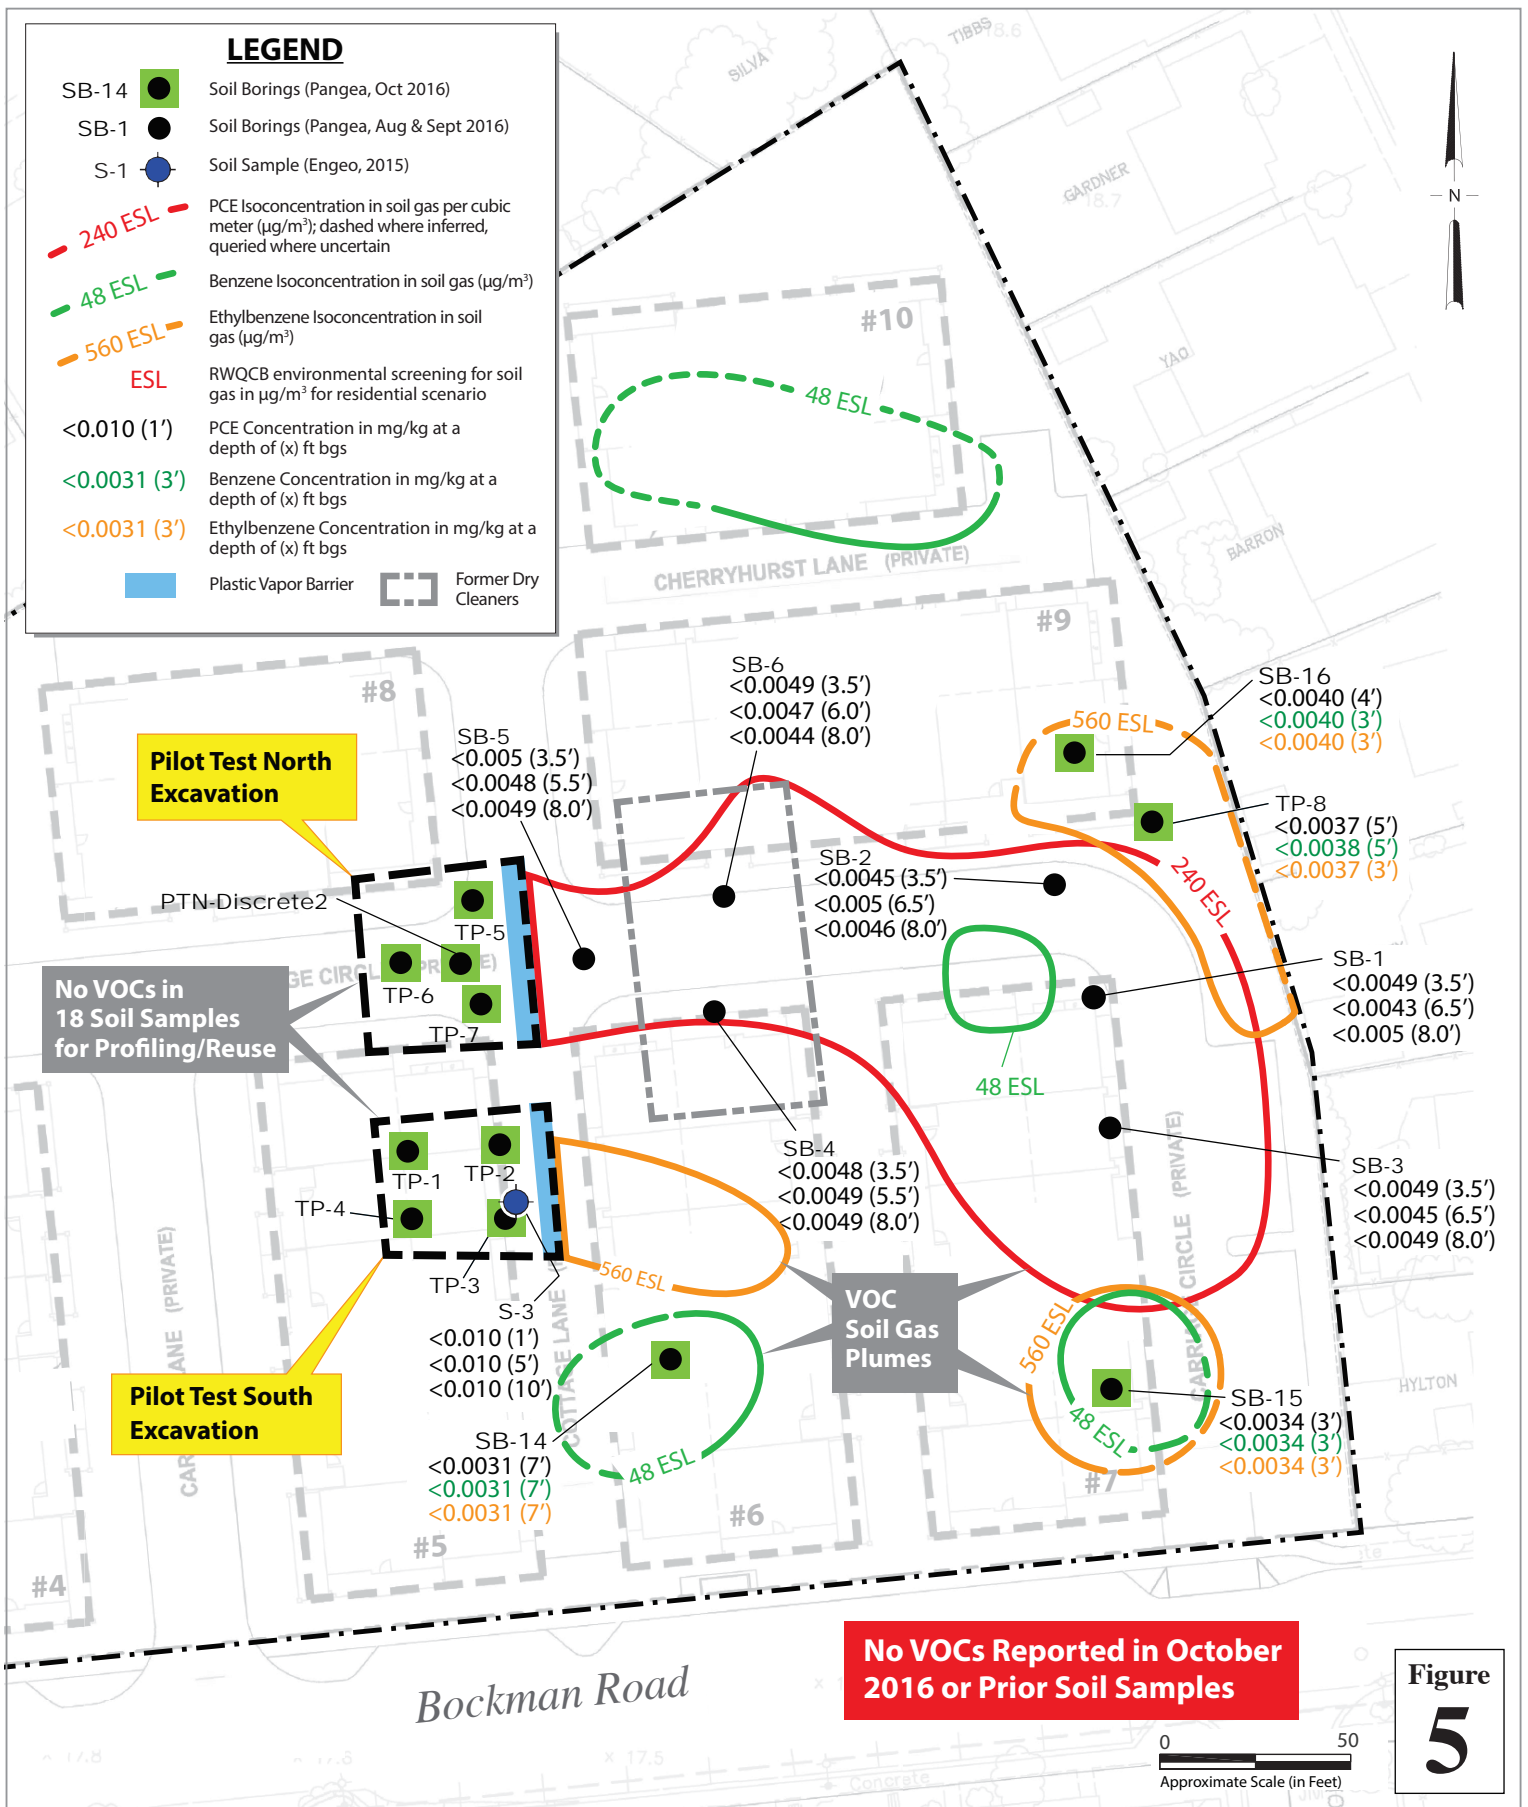 LEGEND
SB-14
Soil Borings (Pangea, Oct 2016)
SB-1
Soil Borings (Pangea, Aug & Sept 2016)
S-1
Soil Sample (Engeo, 2015)
240 ESL
PCE Isoconcentration in soil gas per cubic
meter (µg/m³); dashed where inferred,
queried where uncertain
48 ESL
Benzene Isoconcentration in soil gas (µg/m³)
560 ESL
Ethylbenzene Isoconcentration in soil
gas (µg/m³)
ESL
RWQCB environmental screening for soil
gas in µg/m³ for residential scenario
<0.010 (1’)
PCE Concentration in mg/kg at a
depth of (x) ft bgs
<0.0031 (3’)
Benzene Concentration in mg/kg at a
depth of (x) ft bgs
<0.0031 (3’)
Ethylbenzene Concentration in mg/kg at a
depth of (x) ft bgs
Plastic Vapor Barrier
Former Dry
Cleaners
SILVA
TIBBS
18.6
GARDNER
18.7
YAO
BARRON
N
#10
48 ESL
CHERRYHURST LANE (PRIVATE)
#9
#8
SB-6
<0.0049 (3.5’)
<0.0047 (6.0’)
<0.0044 (8.0’)
SB-16
<0.0040 (4’)
<0.0040 (3’)
<0.0040 (3’)
560 ESL
Pilot Test North
Excavation
SB-5
<0.005 (3.5’)
<0.0048 (5.5’)
<0.0049 (8.0’)
TP-8
<0.0037 (5’)
<0.0038 (5’)
<0.0037 (3’)
SB-2
<0.0045 (3.5’)
<0.005 (6.5’)
<0.0046 (8.0’)
240 ESL
PTN-Discrete2
TP-5
TP-6
TP-7
GE CIRCL
No VOCs in
18 Soil Samples
for Profiling/Reuse
SB-1
<0.0049 (3.5’)
<0.0043 (6.5’)
<0.005 (8.0’)
48 ESL
TP-1
TP-2
TP-4
TP-3
SB-4
<0.0048 (3.5’)
<0.0049 (5.5’)
<0.0049 (8.0’)
SB-3
<0.0049 (3.5’)
<0.0045 (6.5’)
<0.0049 (8.0’)
560 ESL
S-3
<0.010 (1’)
<0.010 (5’)
<0.010 (10’)
VOC
Soil Gas
Plumes
CIRCLE (PRIVATE)
LANE (PRIVATE)
LANE
560 ESL
48 ESL
HYLTON
Pilot Test South
Excavation
SB-14
<0.0031 (7’)
<0.0031 (7’)
<0.0031 (7’)
48 ESL
SB-15
<0.0034 (3’)
<0.0034 (3’)
<0.0034 (3’)
#7
#6
#5
#4
No VOCs Reported in October
2016 or Prior Soil Samples
Bockman Road
x 17.5
Concrete
0 50
Approximate Scale (in Feet)
Figure
5